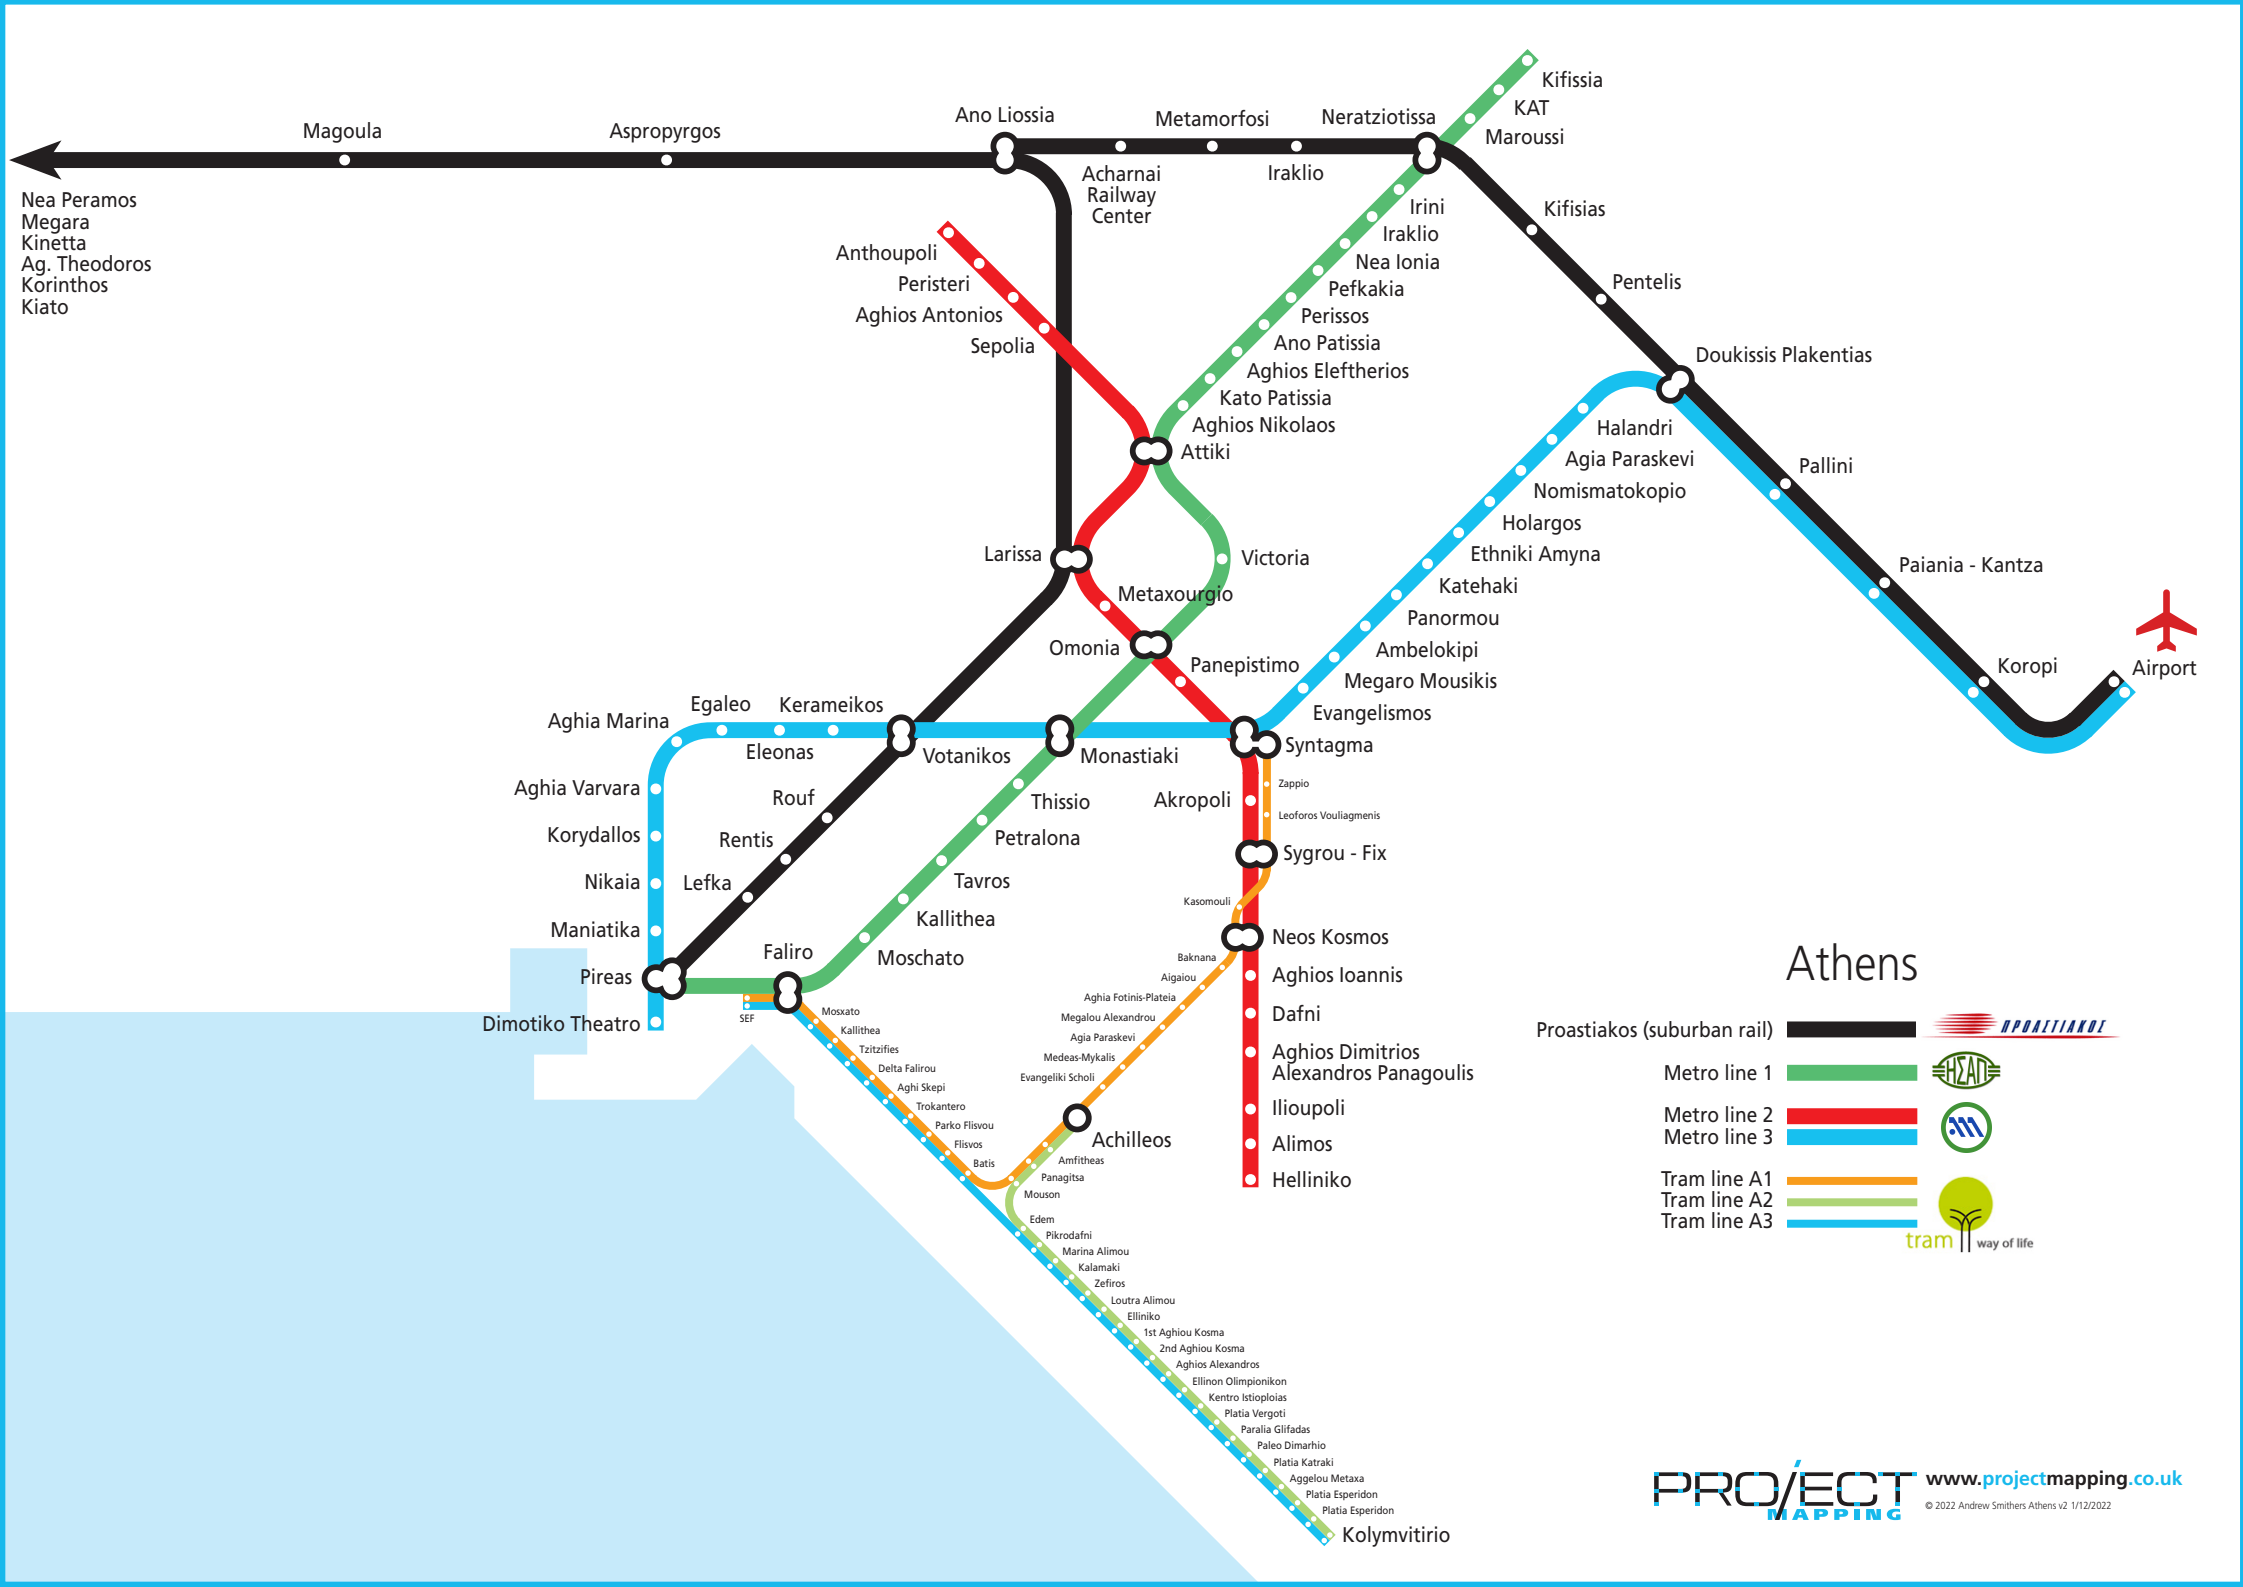 Kifissia
KAT
Maroussi
Neratziotissa
Metamorfosi
Ano Liossia
Aspropyrgos
Magoula
Acharnai
Railway
Center
Iraklio
Nea Peramos
Megara
Kinetta
Ag. Theodoros
Korinthos
Kiato
Irini
Iraklio
Nea Ionia
Pefkakia
Perissos
Ano Patissia
Aghios Eleftherios
Kato Patissia
Aghios Nikolaos
Attiki
Kifisias
Pentelis
Doukissis Plakentias
Anthoupoli
Peristeri
Aghios Antonios
Sepolia
Halandri
Agia Paraskevi
Nomismatokopio
Holargos
Ethniki Amyna
Katehaki
Panormou
Ambelokipi
Megaro Mousikis
Evangelismos
Pallini
Paiania - Kantza
Koropi
Airport
Larissa
Victoria
Metaxourgio
Omonia
Panepistimo
Syntagma
Aghia Marina
Egaleo
Kerameikos
Eleonas
Votanikos
Monastiaki
Aghia Varvara
Korydallos
Nikaia
Maniatika
Pireas
Dimotiko Theatro
Rouf
Rentis
Lefka
Faliro
Thissio
Petralona
Tavros
Kallithea
Moschato
Zappio
Leoforos Vouliagmenis
Akropoli
Sygrou - Fix
Kasomouli
Neos Kosmos
Baknana
Aigaiou
Aghia Fotinis-Plateia
Megalou Alexandrou
Agia Paraskevi
Medeas-Mykalis
Evangeliki Scholi
Aghios Ioannis
Dafni
Aghios Dimitrios
Alexandros Panagoulis
Ilioupoli
Alimos
Helliniko
SEF
Mosxato
Kallithea
Tzitzifies
Delta Falirou
Aghi Skepi
Trokantero
Parko Flisvou
Flisvos
Batis
Achilleos
Amfitheas
Panagitsa
Mouson
Edem
Pikrodafni
Marina Alimou
Kalamaki
Zefiros
Loutra Alimou
Elliniko
1st Aghiou Kosma
2nd Aghiou Kosma
Aghios Alexandros
Ellinon Olimpionikon
Kentro Istioploias
Platia Vergoti
Paralia Glifadas
Paleo Dimarhio
Platia Katraki
Aggelou Metaxa
Platia Esperidon
Platia Esperidon
Kolymvitirio
Athens
Proastiakos (suburban rail)
ΠΡΟΑΣΤΙΑΚΟΣ
Metro line 1
ΗΣΑΠ
Metro line 2
Metro line 3
Tram line A1
Tram line A2
Tram line A3
tram way of life
PROJECT
MAPPING
www.projectmapping.co.uk
© 2022 Andrew Smithers Athens v2 1/12/2022